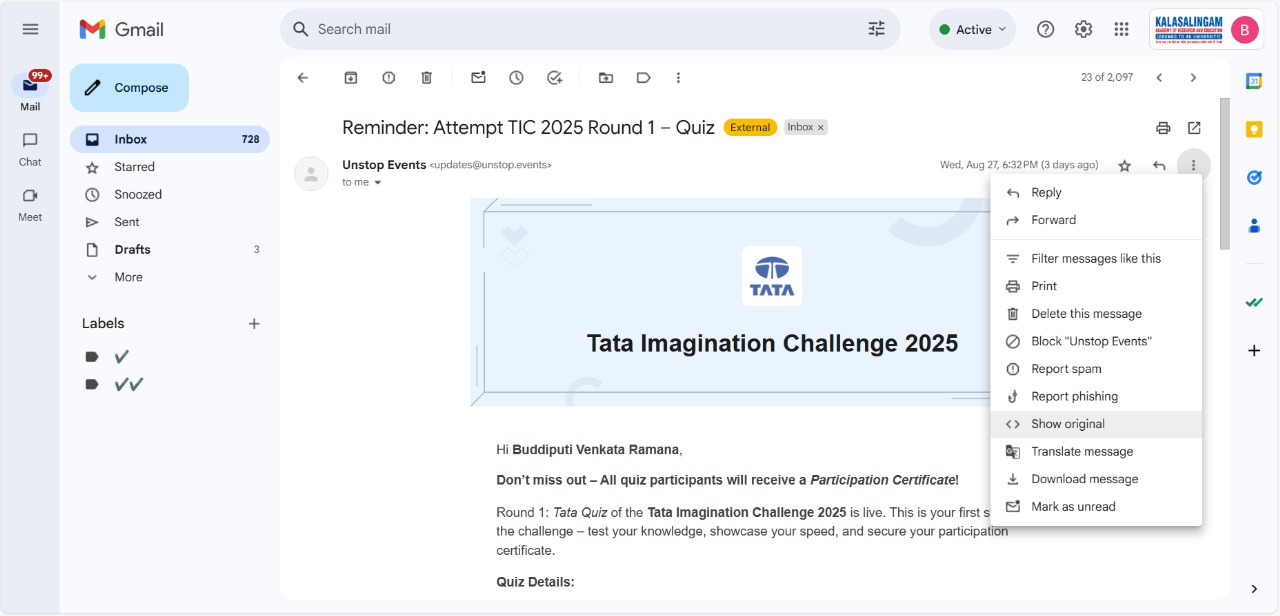 Gmail
Search mail
Active
KALASALINGAM
ACADEMY OF RESEARCH AND EDUCATION
(DEEMED TO BE UNIVERSITY)
B
99+
Mail
Chat
Meet
Compose
Inbox 728
Starred
Snoozed
Sent
Drafts 3
More
Labels
23 of 2,097
Reminder: Attempt TIC 2025 Round 1 – Quiz External Inbox ×
Unstop Events <updates@unstop.events>
to me
Wed, Aug 27, 6:32 PM (3 days ago)
TATA
Tata Imagination Challenge 2025
Hi Buddiputi Venkata Ramana,
Don't miss out – All quiz participants will receive a Participation Certificate!
Round 1: Tata Quiz of the Tata Imagination Challenge 2025 is live. This is your first s
the challenge – test your knowledge, showcase your speed, and secure your participation
certificate.
Quiz Details:
Reply
Forward
Filter messages like this
Print
Delete this message
Block "Unstop Events"
Report spam
Report phishing
Show original
Translate message
Download message
Mark as unread
31